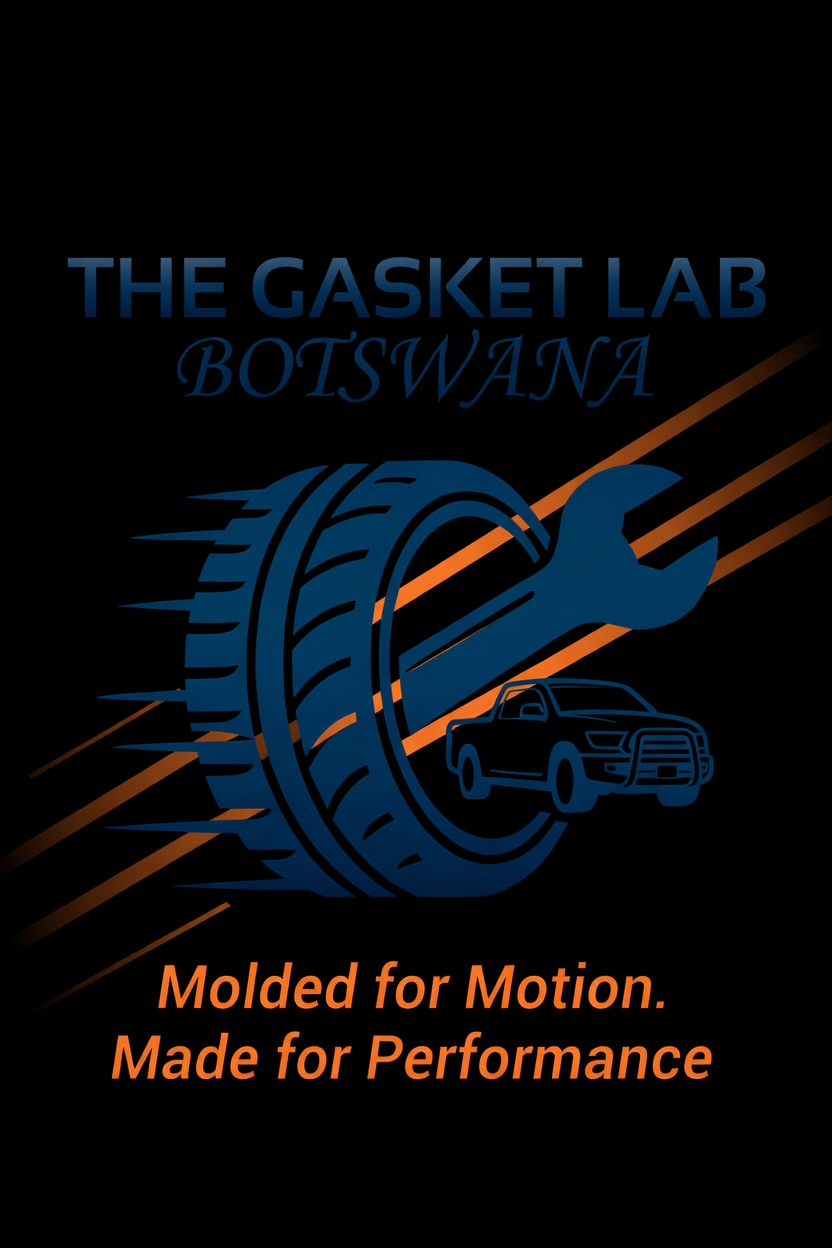 THE GASKET LAB
BOTSWANA
Molded for Motion.
Made for Performance